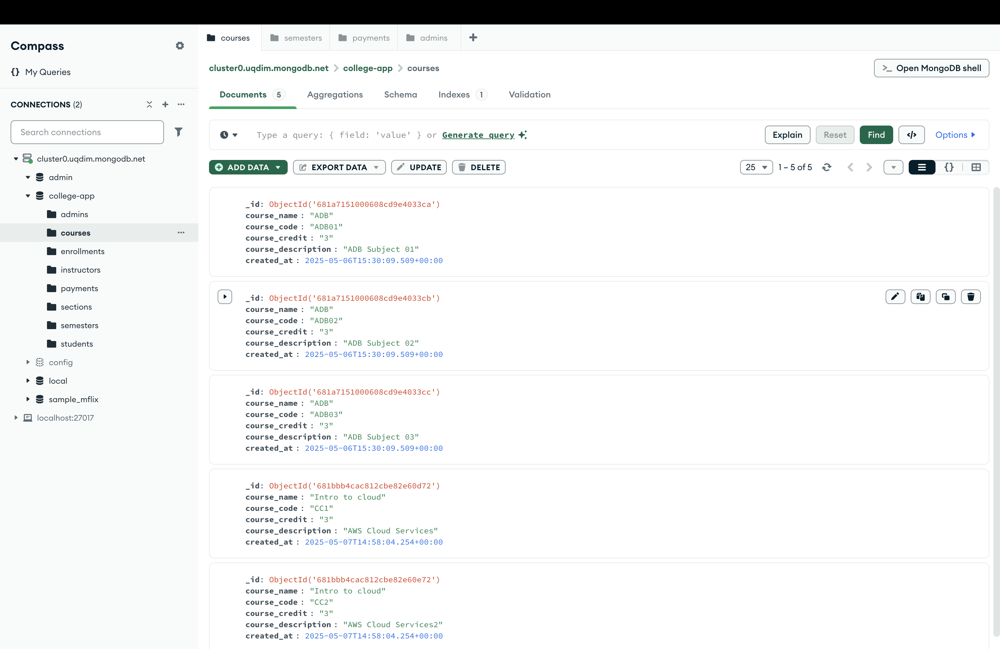 Compass
My Queries
CONNECTIONS (2)
Search connections
cluster0.uqdim.mongodb.net
admin
college-app
admins
courses
enrollments
instructors
payments
sections
semesters
students
config
local
sample_mflix
localhost:27017
courses semesters payments admins
cluster0.uqdim.mongodb.net > college-app > courses
>_ Open MongoDB shell
Documents 5 Aggregations Schema Indexes 1 Validation
Type a query: { field: 'value' } or Generate query
Explain Reset Find </> Options
ADD DATA EXPORT DATA UPDATE DELETE
25 1 – 5 of 5 {}
_id: ObjectId('681a7151000608cd9e4033ca')
course_name : "ADB"
course_code : "ADB01"
course_credit : "3"
course_description : "ADB Subject 01"
created_at : 2025-05-06T15:30:09.509+00:00
_id: ObjectId('681a7151000608cd9e4033cb')
course_name : "ADB"
course_code : "ADB02"
course_credit : "3"
course_description : "ADB Subject 02"
created_at : 2025-05-06T15:30:09.509+00:00
_id: ObjectId('681a7151000608cd9e4033cc')
course_name : "ADB"
course_code : "ADB03"
course_credit : "3"
course_description : "ADB Subject 03"
created_at : 2025-05-06T15:30:09.509+00:00
_id: ObjectId('681bbb4cac812cbe82e60d72')
course_name : "Intro to cloud"
course_code : "CC1"
course_credit : "3"
course_description : "AWS Cloud Services"
created_at : 2025-05-07T14:58:04.254+00:00
_id: ObjectId('681bbb4cac812cbe82e60e72')
course_name : "Intro to cloud"
course_code : "CC2"
course_credit : "3"
course_description : "AWS Cloud Services2"
created_at : 2025-05-07T14:58:04.254+00:00